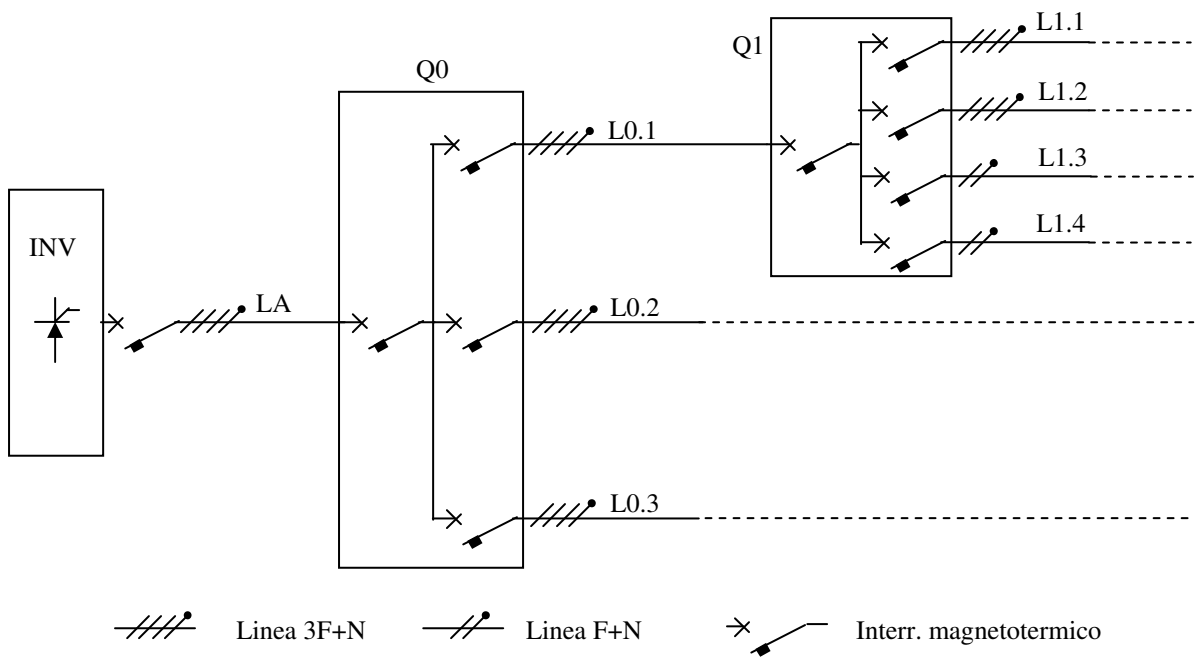 L1.1
Q1
Q0
L1.2
L0.1
L1.3
L1.4
INV
LA
L0.2
L0.3
Linea 3F+N
Linea F+N
Interr. magnetotermico